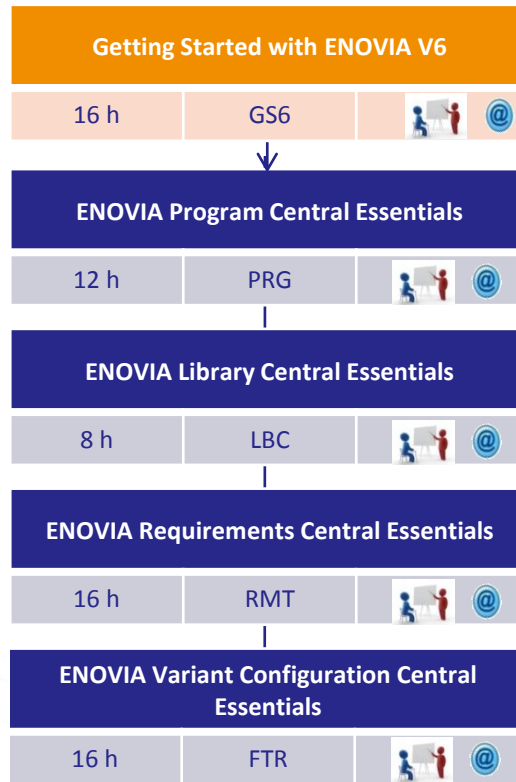 Getting Started with ENOVIA V6
16 h GS6 @
ENOVIA Program Central Essentials
12 h PRG @
ENOVIA Library Central Essentials
8 h LBC @
ENOVIA Requirements Central Essentials
16 h RMT @
ENOVIA Variant Configuration Central
Essentials
16 h FTR @